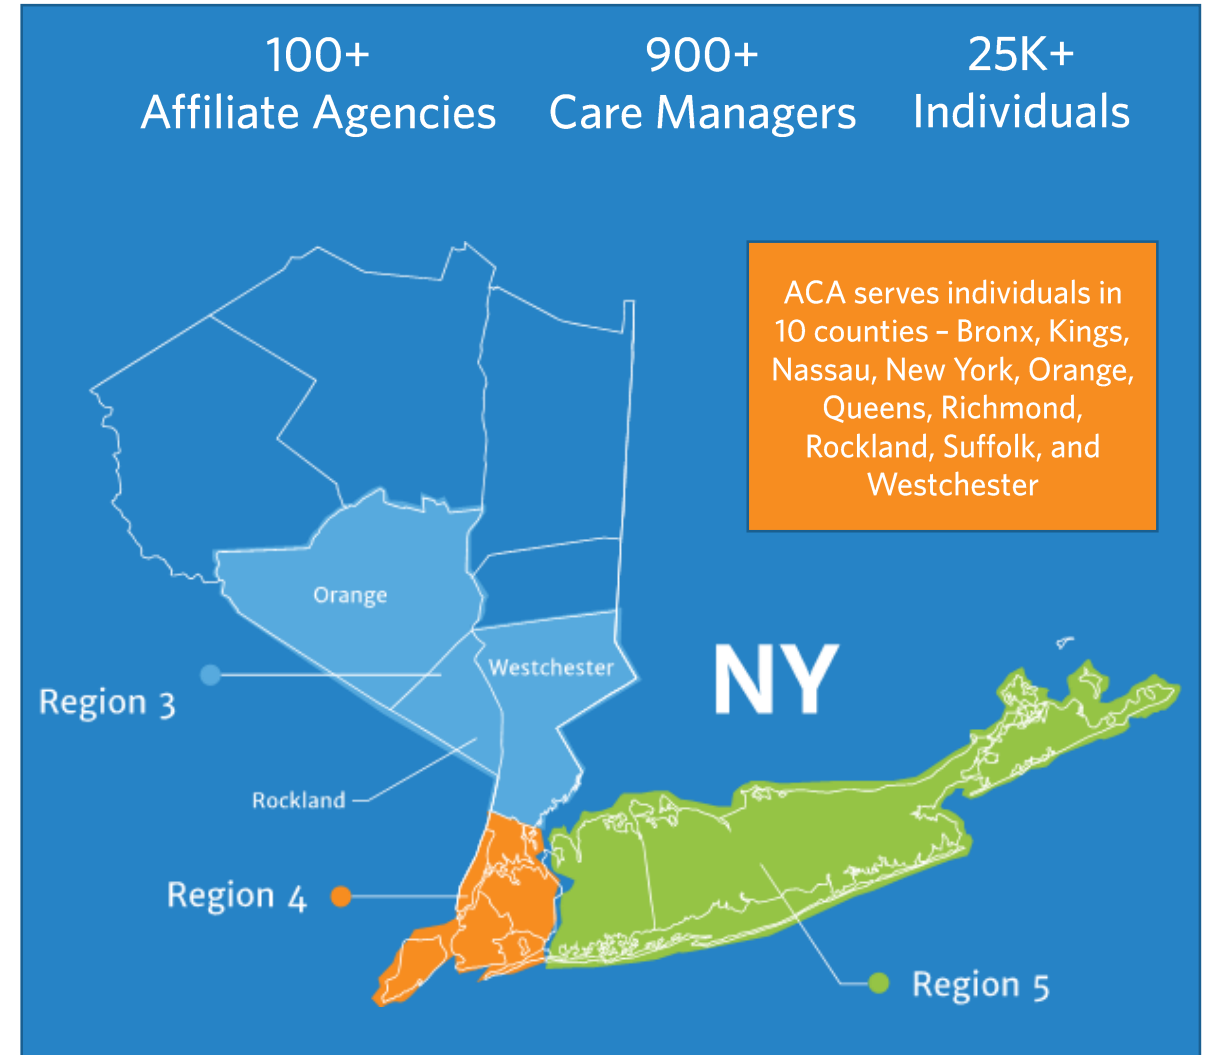 100+
Affiliate Agencies
900+
Care Managers
25K+
Individuals
ACA serves individuals in
10 counties – Bronx, Kings,
Nassau, New York, Orange,
Queens, Richmond,
Rockland, Suffolk, and
Westchester
Orange
Westchester
NY
Region 3
Rockland
Region 4
Region 5